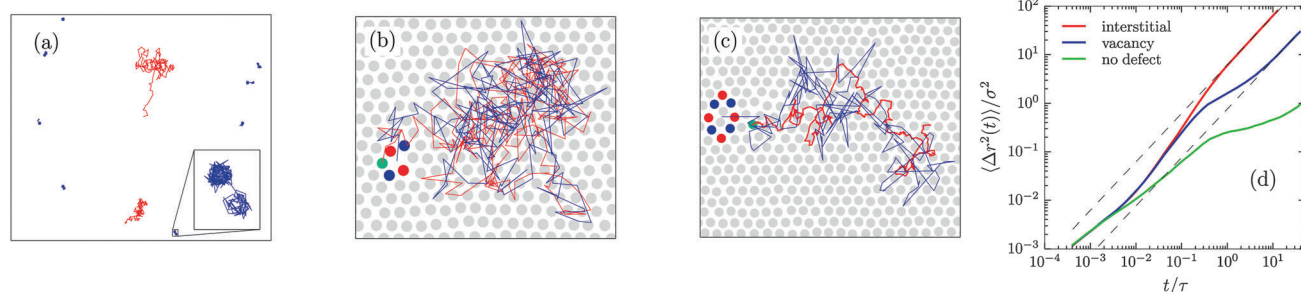 (a)
(b)
(c)
(d)
interstitial
vacancy
no defect
⟨Δr²(t)⟩/σ²
10²
10¹
10⁰
10⁻¹
10⁻²
10⁻³
10⁻⁴ 10⁻³ 10⁻² 10⁻¹ 10⁰ 10¹
t/τ